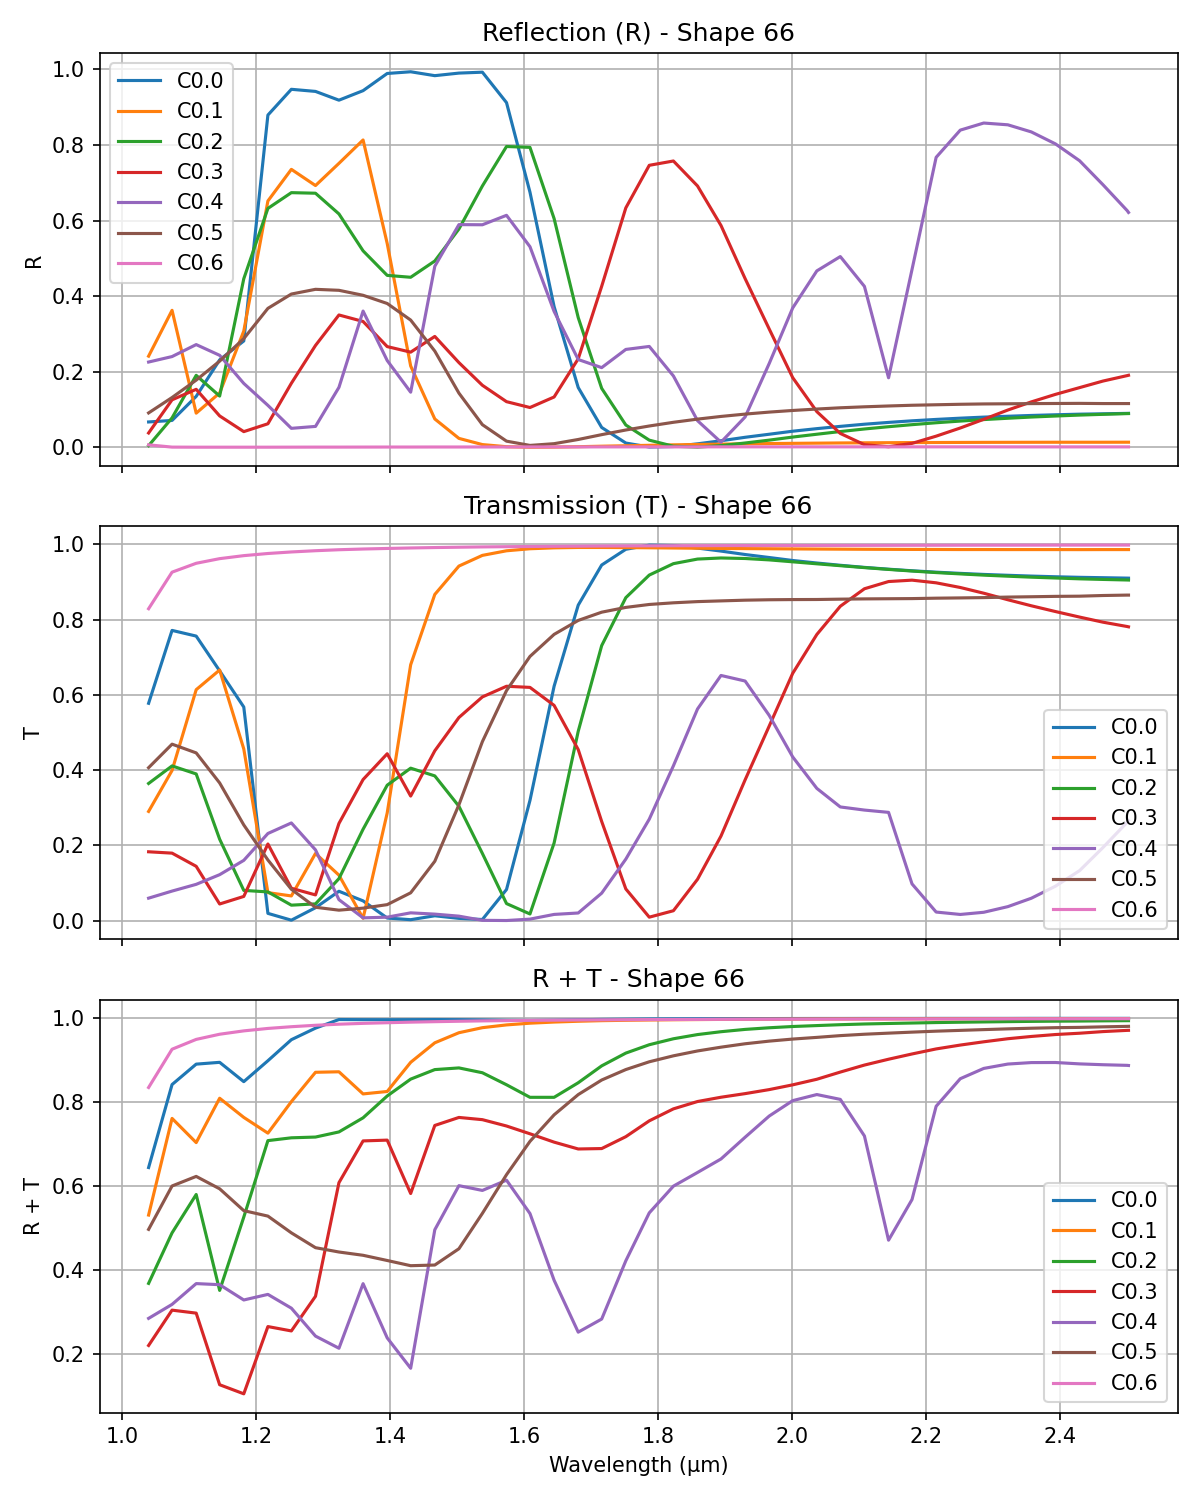 Reflection (R) - Shape 66
1.0
0.8
0.6
0.4
0.2
0.0
R
C0.0
C0.1
C0.2
C0.3
C0.4
C0.5
C0.6
Transmission (T) - Shape 66
1.0
0.8
0.6
0.4
0.2
0.0
T
C0.0
C0.1
C0.2
C0.3
C0.4
C0.5
C0.6
R + T - Shape 66
1.0
0.8
0.6
0.4
0.2
R + T
C0.0
C0.1
C0.2
C0.3
C0.4
C0.5
C0.6
1.0 1.2 1.4 1.6 1.8 2.0 2.2 2.4
Wavelength (μm)